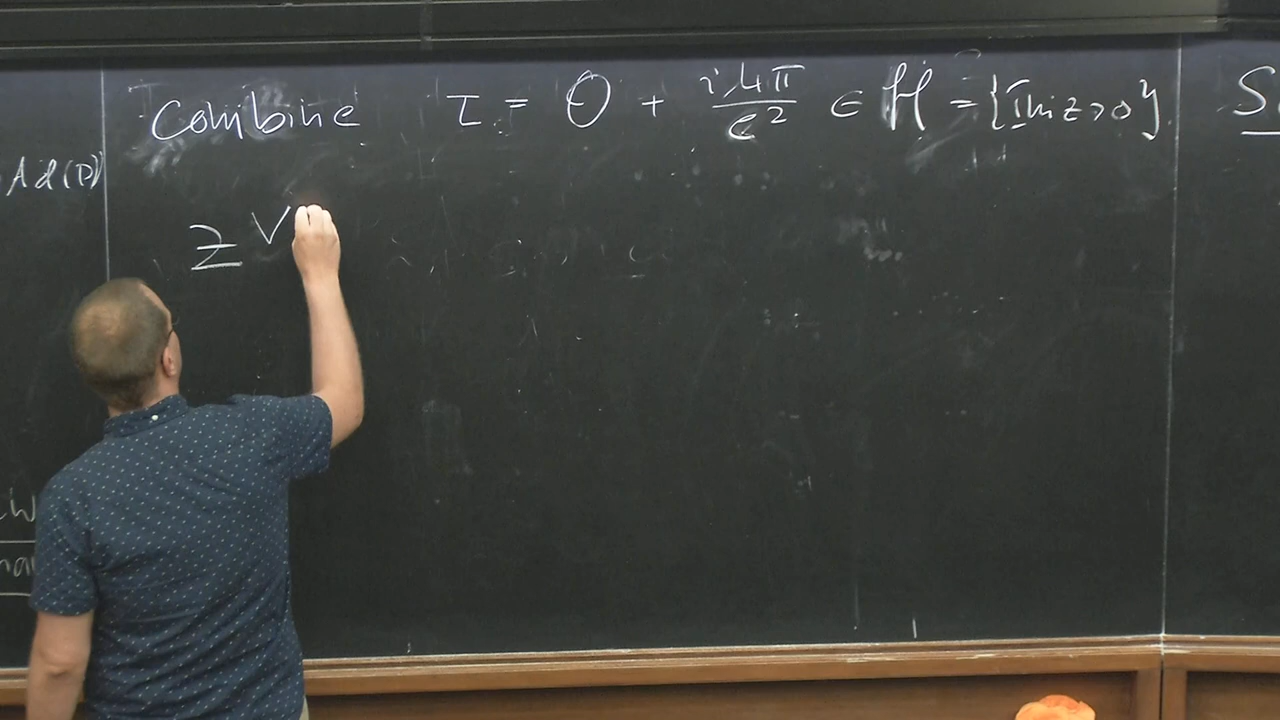 Combine τ = θ + i4π/e² ∈ ℍ = {Im z > 0}
Ad(P)
Z V